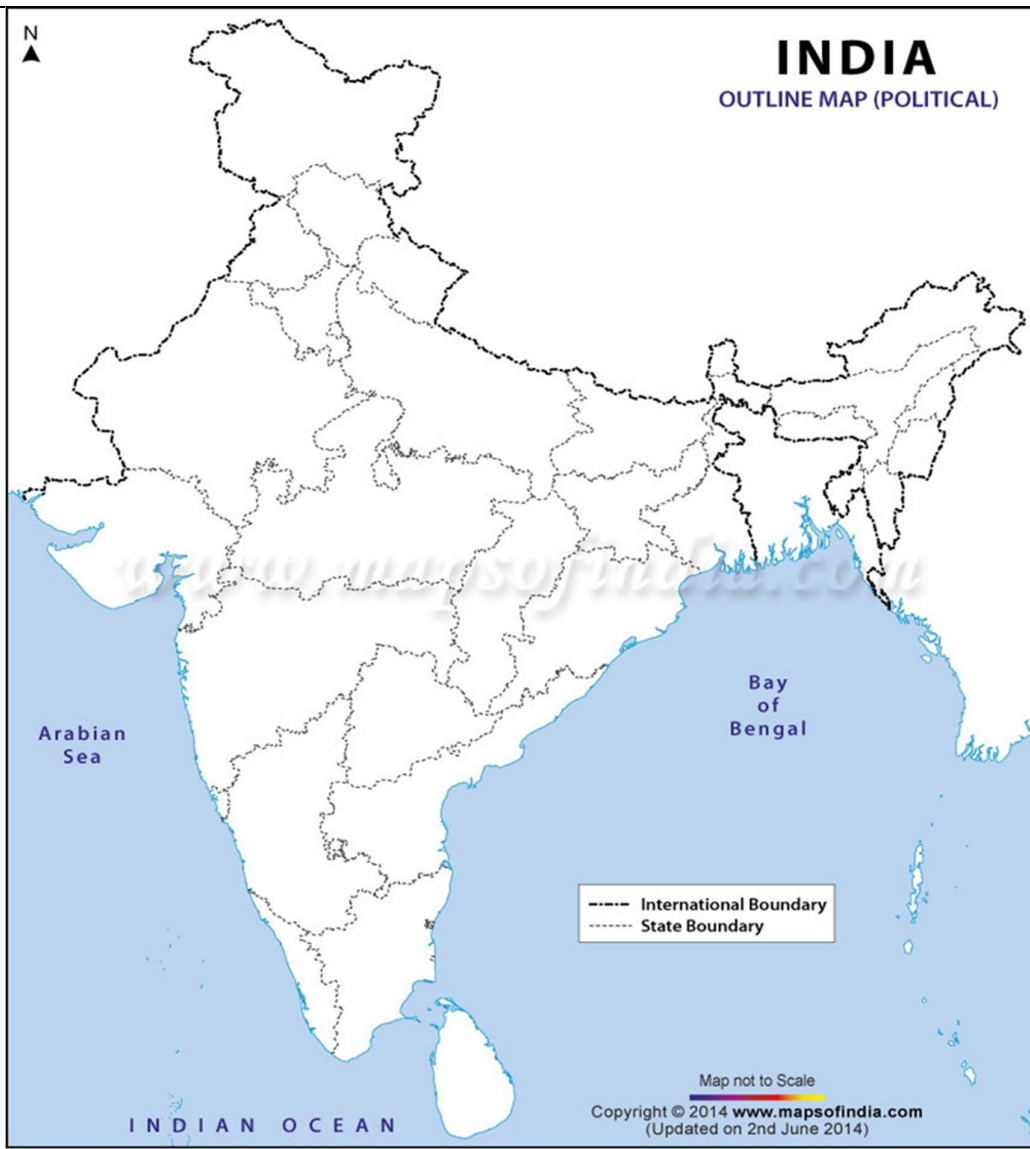 N
INDIA
OUTLINE MAP (POLITICAL)
www.mapsofindia.com
Arabian
Sea
Bay
of
Bengal
International Boundary
State Boundary
Map not to Scale
Copyright © 2014 www.mapsofindia.com
(Updated on 2nd June 2014)
INDIAN OCEAN